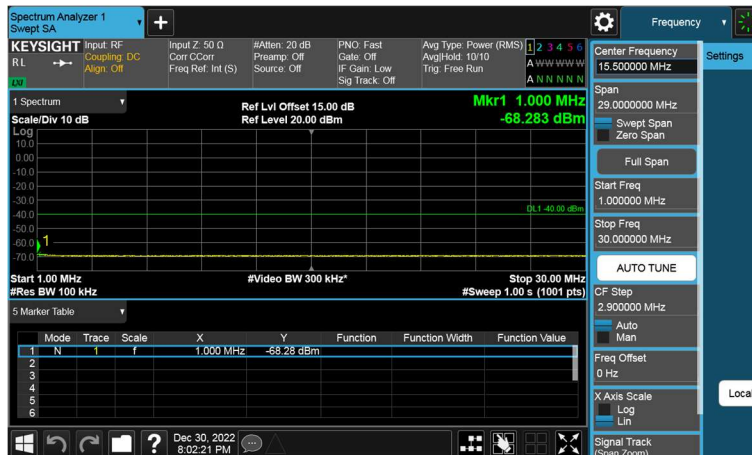 Spectrum Analyzer 1
Swept SA
Frequency
KEYSIGHT
RL
LXI
Input: RF
Coupling: DC
Align: Off
Input Z: 50 Ω
Corr CCorr
Freq Ref: Int (S)
#Atten: 20 dB
Preamp: Off
Source: Off
PNO: Fast
Gate: Off
IF Gain: Low
Sig Track: Off
Avg Type: Power (RMS)
Avg|Hold: 10/10
Trig: Free Run
1 2 3 4 5 6
A W W W W W
A N N N N N
1 Spectrum
Scale/Div 10 dB
Ref Lvl Offset 15.00 dB
Ref Level 20.00 dBm
Mkr1 1.000 MHz
-68.283 dBm
Log
10.0
0.00
-10.0
-20.0
-30.0
-40.0
-50.0
-60.0
-70.0
DL1 -40.00 dBm
1
Start 1.00 MHz
#Res BW 100 kHz
#Video BW 300 kHz*
Stop 30.00 MHz
#Sweep 1.00 s (1001 pts)
5 Marker Table
Mode Trace Scale X Y Function Function Width Function Value
1 N 1 f 1.000 MHz -68.28 dBm
2
3
4
5
6
Dec 30, 2022
8:02:21 PM
Center Frequency
15.500000 MHz
Settings
Span
29.0000000 MHz
Swept Span
Zero Span
Full Span
Start Freq
1.000000 MHz
Stop Freq
30.000000 MHz
AUTO TUNE
CF Step
2.900000 MHz
Auto
Man
Freq Offset
0 Hz
X Axis Scale
Log
Lin
Local
Signal Track
(Span Zoom)